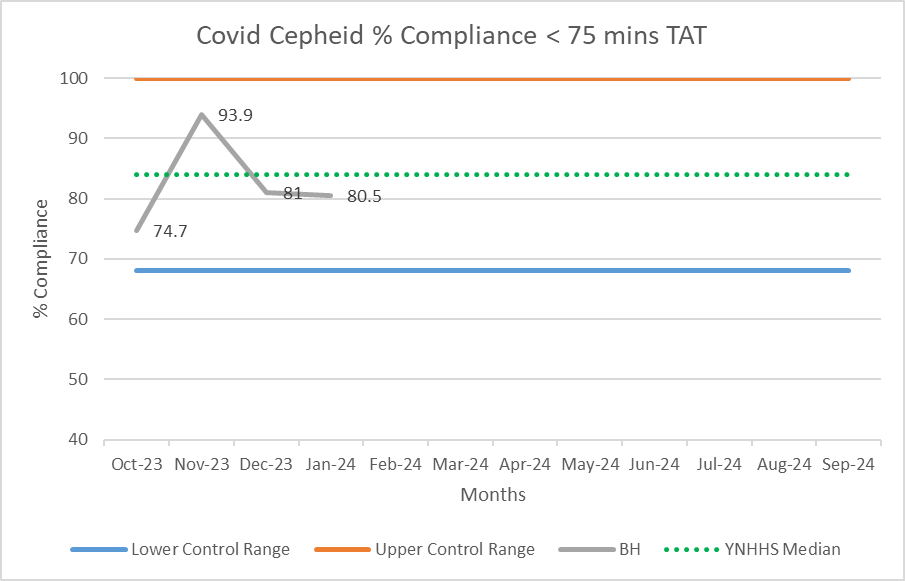 Covid Cepheid % Compliance < 75 mins TAT
100
90
80
70
60
50
40
% Compliance
74.7
93.9
81
80.5
Oct-23 Nov-23 Dec-23 Jan-24 Feb-24 Mar-24 Apr-24 May-24 Jun-24 Jul-24 Aug-24 Sep-24
Months
Lower Control Range Upper Control Range BH YNHHS Median